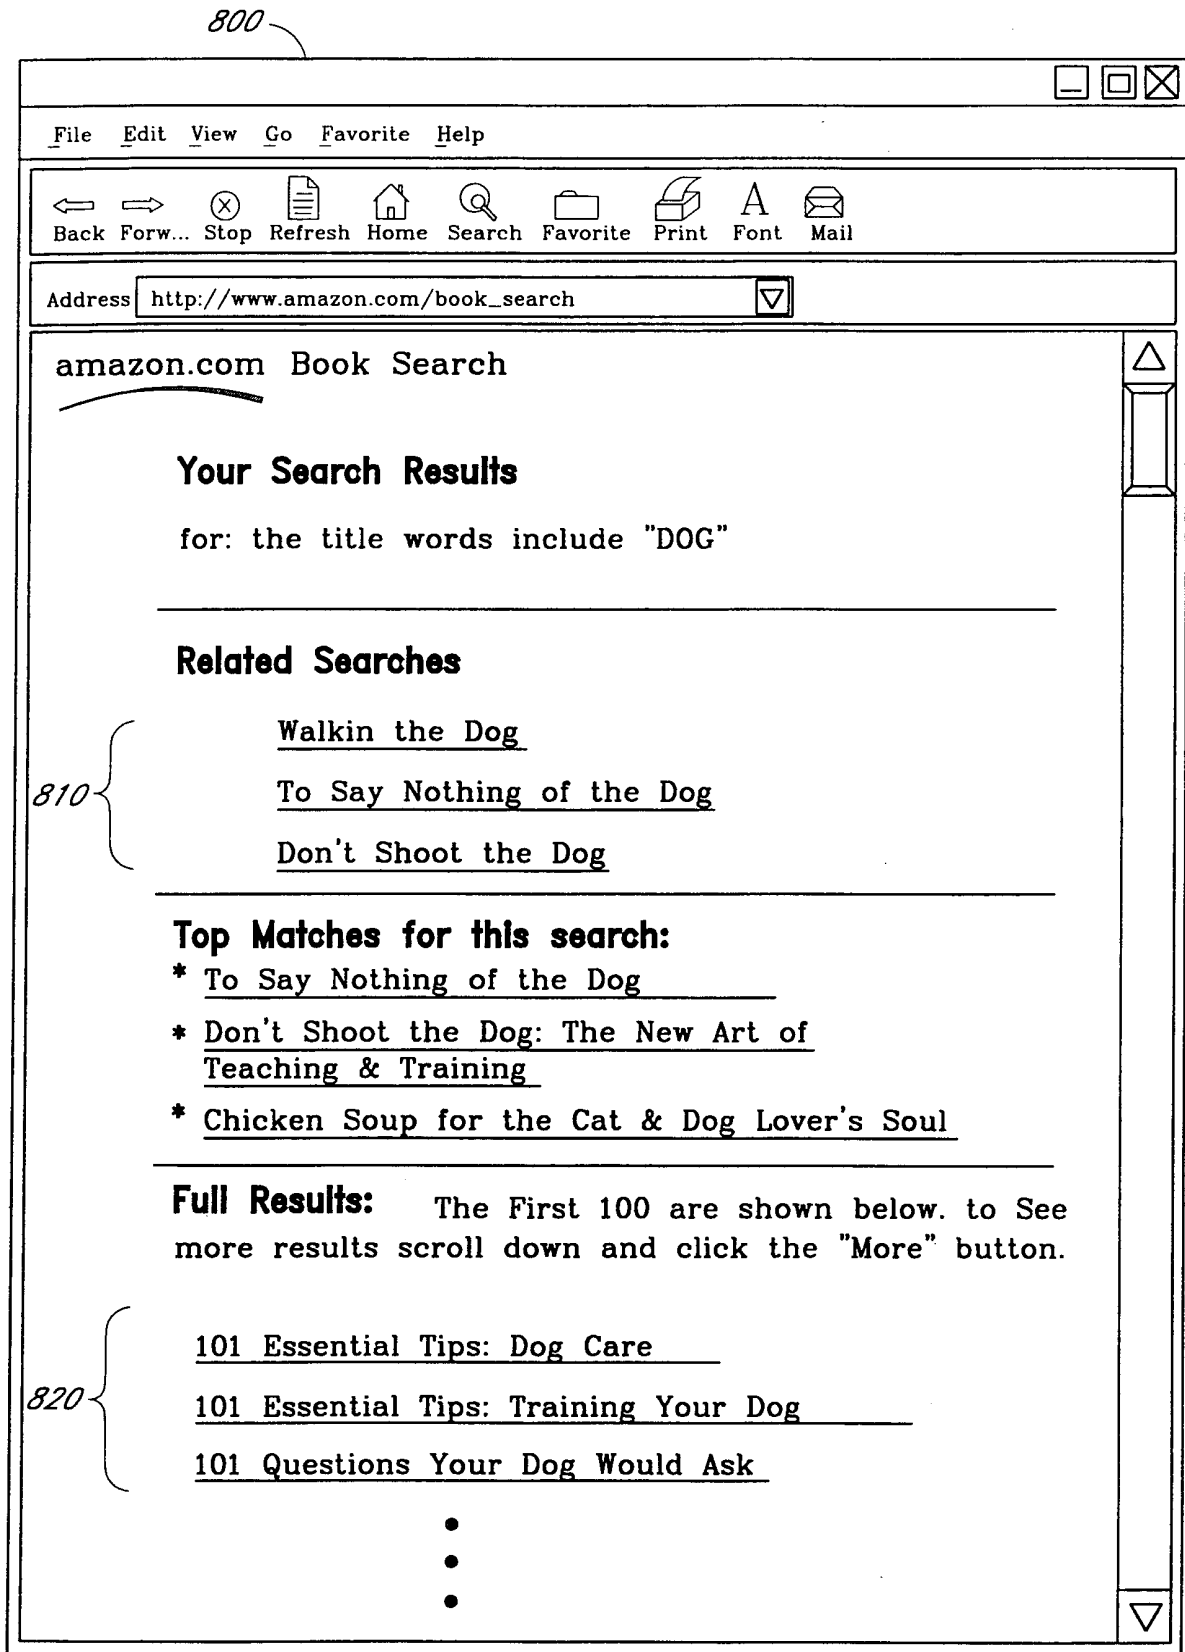 800
File Edit View Go Favorite Help
Back Forw... Stop Refresh Home Search Favorite Print Font Mail
Address http://www.amazon.com/book_search
amazon.com Book Search
Your Search Results
for: the title words include "DOG"
Related Searches
Walkin the Dog
810
To Say Nothing of the Dog
Don't Shoot the Dog
Top Matches for this search:
* To Say Nothing of the Dog
* Don't Shoot the Dog: The New Art of
Teaching & Training
* Chicken Soup for the Cat & Dog Lover's Soul
Full Results: The First 100 are shown below. to See
more results scroll down and click the "More" button.
101 Essential Tips: Dog Care
820
101 Essential Tips: Training Your Dog
101 Questions Your Dog Would Ask